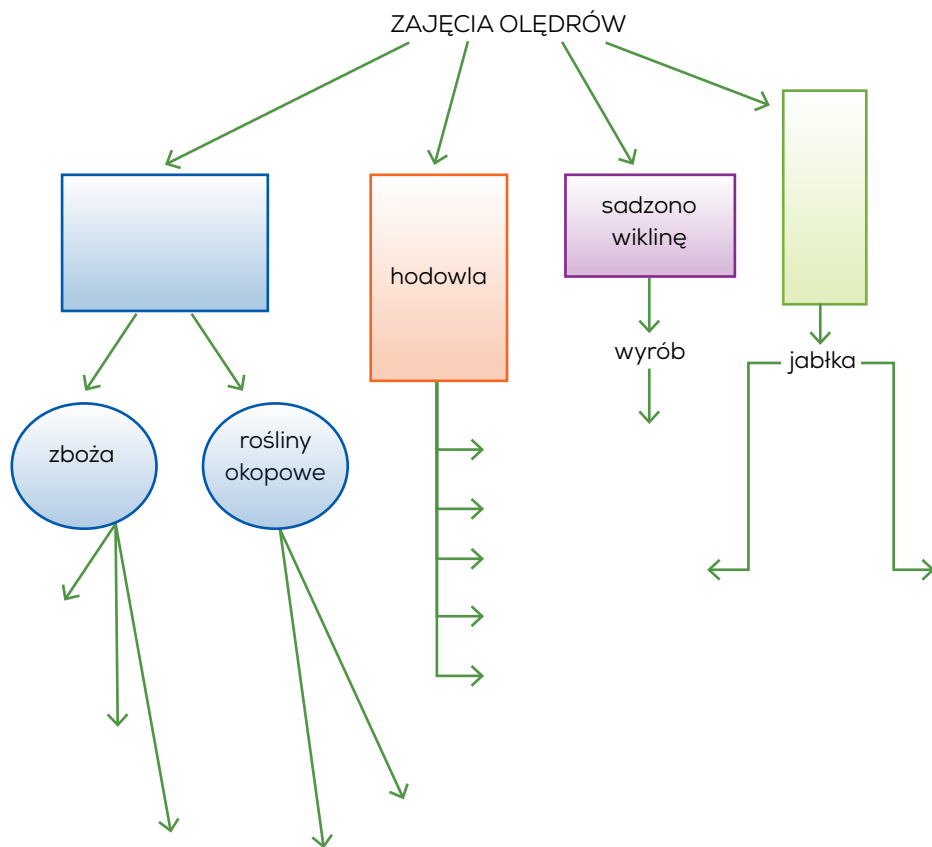 ZAJĘCIA OLĘDRÓW
hodowla
sadzono
wiklinę
wyrób
jabłka
zboża
rośliny
okopowe